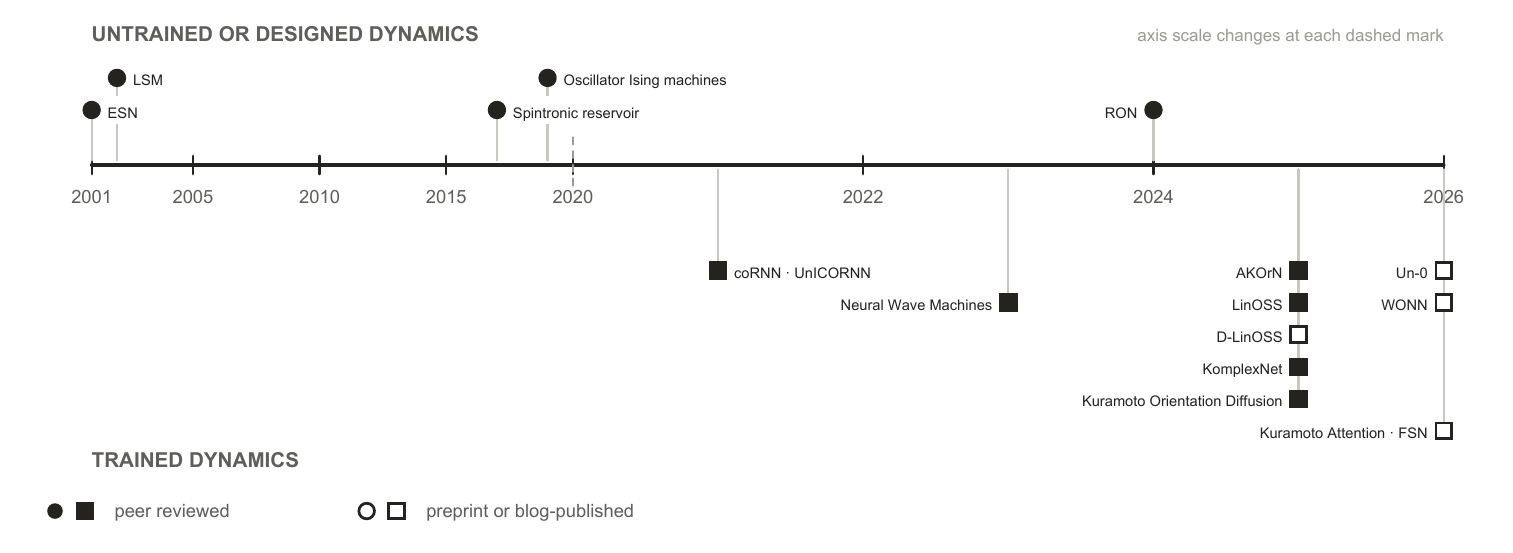 UNTRAINED OR DESIGNED DYNAMICS
axis scale changes at each dashed mark
LSM
Oscillator Ising machines
ESN
Spintronic reservoir
RON
2001
2005
2010
2015
2020
2022
2024
2026
coRNN · UnICORNN
AKOrN
Un-0
Neural Wave Machines
LinOSS
WONN
D-LinOSS
KomplexNet
Kuramoto Orientation Diffusion
Kuramoto Attention · FSN
TRAINED DYNAMICS
peer reviewed
preprint or blog-published